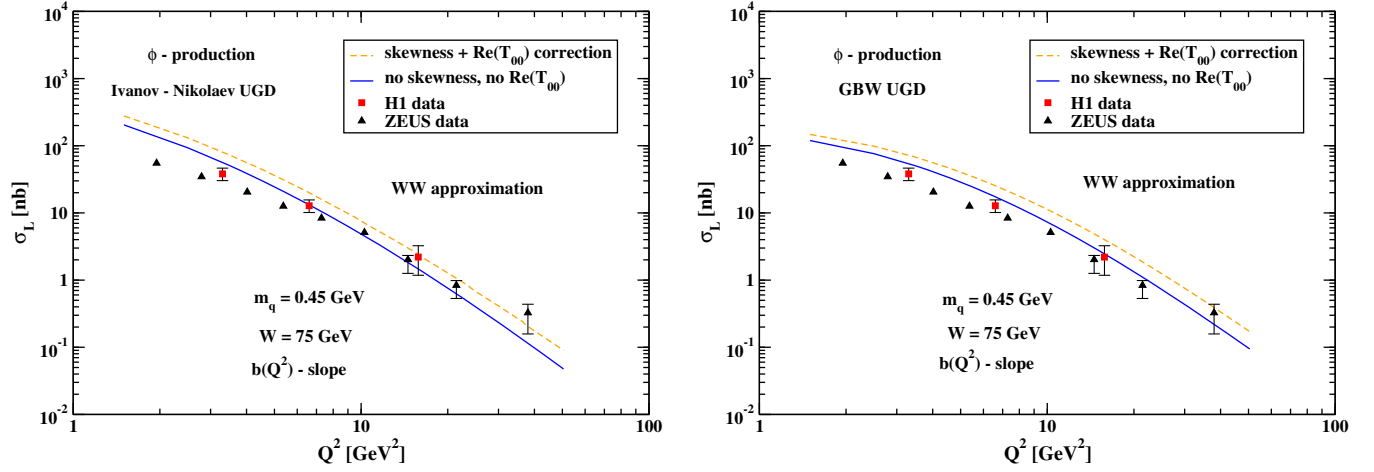 10^4
10^3
10^2
10
1
10^-1
10^-2
σ_L [nb]
ϕ - production
Ivanov - Nikolaev UGD
skewness + Re(T_00) correction
no skewness, no Re(T_00)
H1 data
ZEUS data
WW approximation
m_q = 0.45 GeV
W = 75 GeV
b(Q^2) - slope
1 10 100
Q^2 [GeV^2]
10^4
10^3
10^2
10
1
10^-1
10^-2
σ_L [nb]
ϕ - production
GBW UGD
skewness + Re(T_00) correction
no skewness, no Re(T_00)
H1 data
ZEUS data
WW approximation
m_q = 0.45 GeV
W = 75 GeV
b(Q^2) - slope
1 10 100
Q^2 [GeV^2]